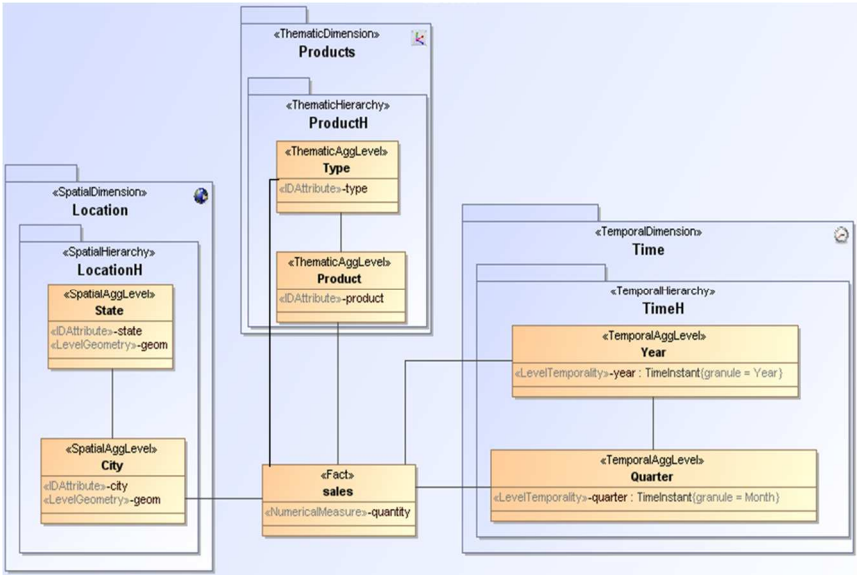 «ThematicDimension»
Products
«ThematicHierarchy»
ProductH
«ThematicAggLevel»
Type
«IDAttribute»-type
«ThematicAggLevel»
Product
«IDAttribute»-product
«SpatialDimension»
Location
«SpatialHierarchy»
LocationH
«SpatialAggLevel»
State
«IDAttribute»-state
«LevelGeometry»-geom
«SpatialAggLevel»
City
«IDAttribute»-city
«LevelGeometry»-geom
«Fact»
sales
«NumericalMeasure»-quantity
«TemporalDimension»
Time
«TemporalHierarchy»
TimeH
«TemporalAggLevel»
Year
«LevelTemporality»-year : TimeInstant{granule = Year}
«TemporalAggLevel»
Quarter
«LevelTemporality»-quarter : TimeInstant{granule = Month}